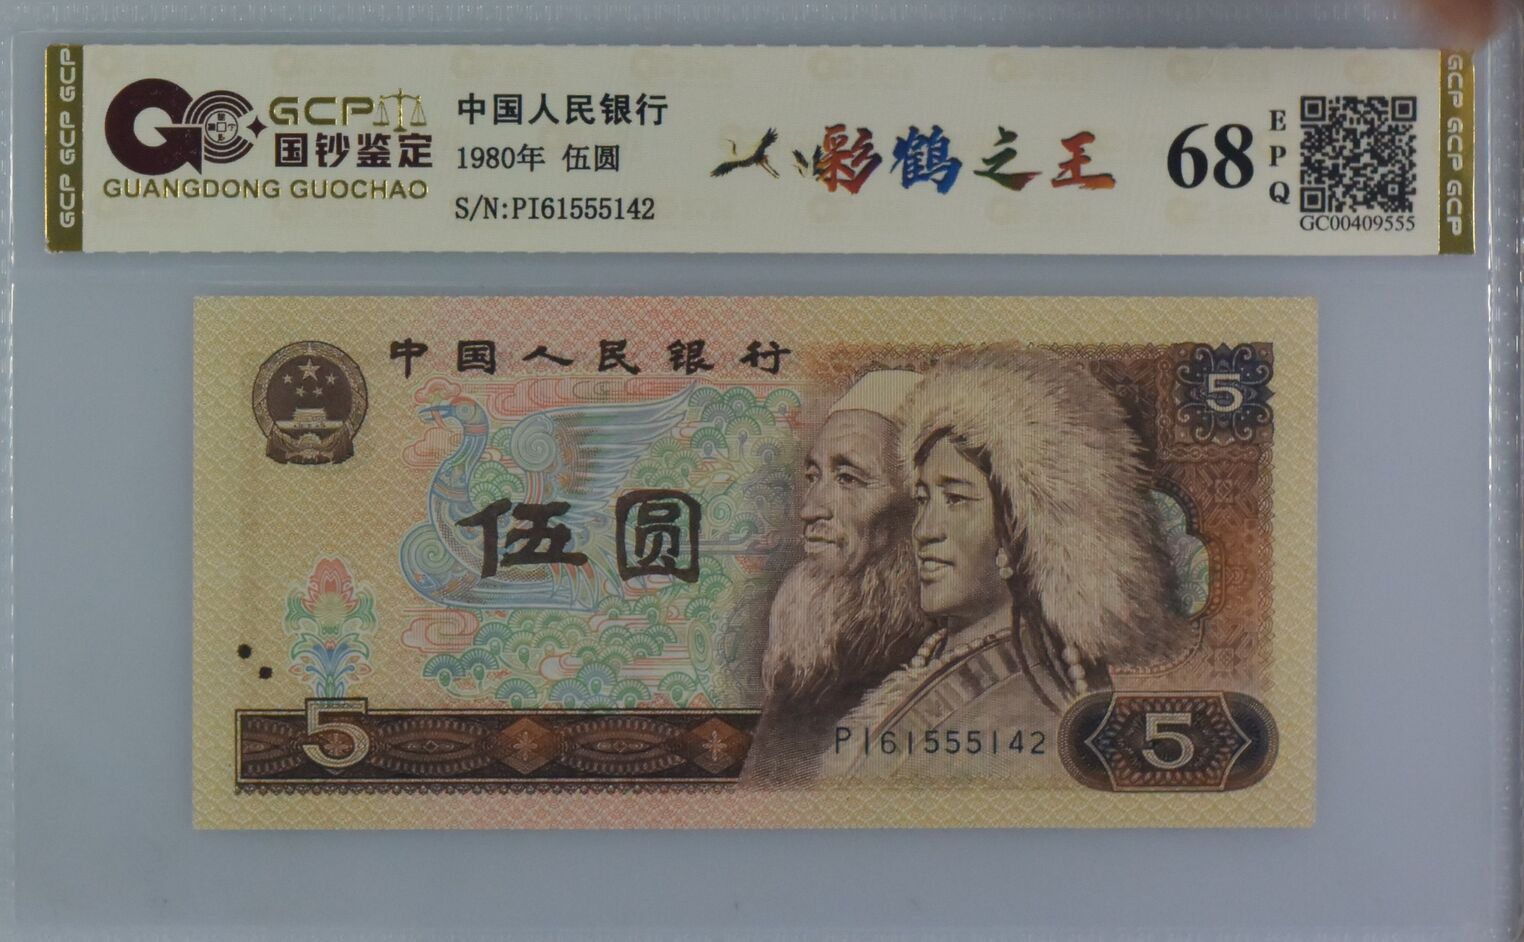 GCP GCP GCP
GCP
国钞鉴定
GUANGDONG GUOCHAO
中国人民银行
1980年 伍圆
S/N:PI61555142
彩鹤之王
68
EPQ
GC00409555
GCP GCP GCP
中国人民银行
5
伍圆
5
PI61555142
5